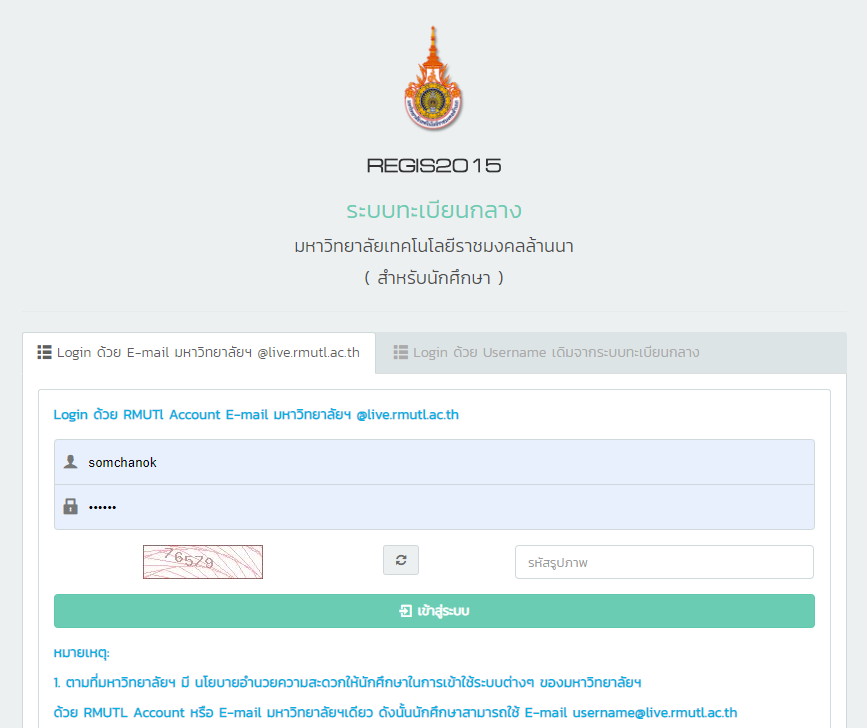 REGIS2015
ระบบทะเบียนกลาง
มหาวิทยาลัยเทคโนโลยีราชมงคลล้านนา
( สำหรับนักศึกษา )
Login ด้วย E-mail มหาวิทยาลัยฯ @live.rmutl.ac.th
Login ด้วย Username เดิมจากระบบทะเบียนกลาง
Login ด้วย RMUTl Account E-mail มหาวิทยาลัยฯ @live.rmutl.ac.th
somchanok
••••••
76579
รหัสรูปภาพ
เข้าสู่ระบบ
หมายเหตุ:
1. ตามที่มหาวิทยาลัยฯ มี นโยบายอำนวยความสะดวกให้นักศึกษาในการเข้าใช้ระบบต่างๆ ของมหาวิทยาลัยฯ
ด้วย RMUTL Account หรือ E-mail มหาวิทยาลัยฯเดียว ดังนั้นนักศึกษาสามารถใช้ E-mail username@live.rmutl.ac.th